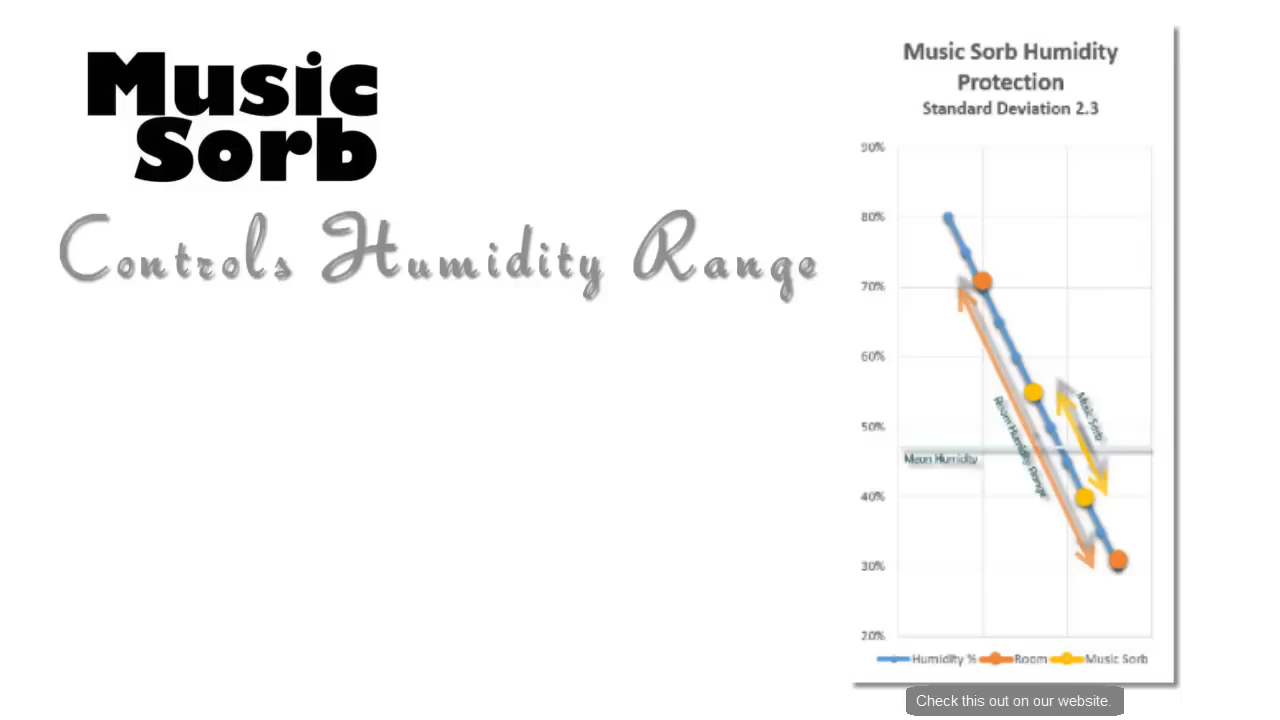 Music
Sorb
Controls Humidity Range
Music Sorb Humidity
Protection
Standard Deviation 2.3
90%
80%
70%
60%
50%
40%
30%
20%
Room Humidity Range
Music Sorb
Mean Humidity
Humidity %
Room
Music Sorb
Check this out on our website.